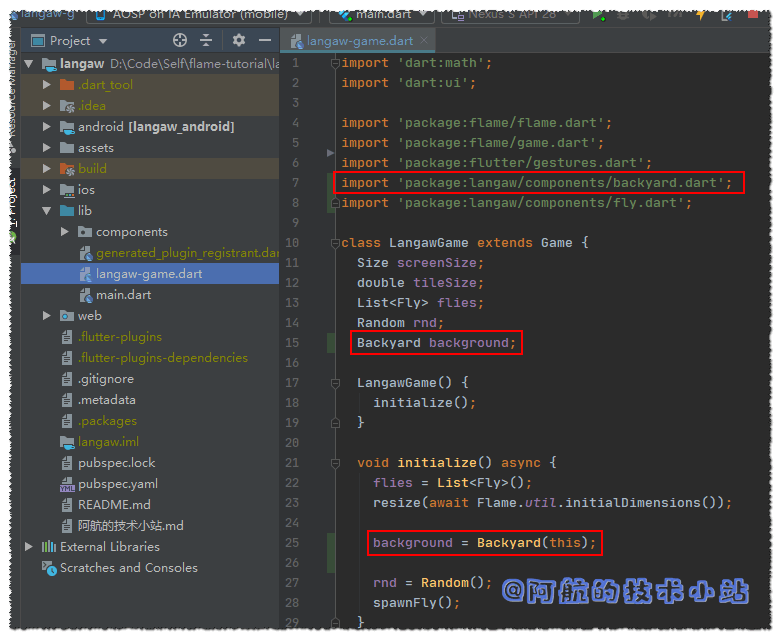 langaw-g
AOSP on IA Emulator (mobile)
main.dart
Nexus 5 API 28
Project
langaw-game.dart
langaw D:\Code\Self\flame-tutorial\la
.dart_tool
.idea
android [langaw_android]
assets
build
ios
lib
components
generated_plugin_registrant.dar
langaw-game.dart
main.dart
web
.flutter-plugins
.flutter-plugins-dependencies
.gitignore
.metadata
.packages
langaw.iml
pubspec.lock
pubspec.yaml
README.md
阿航的技术小站.md
External Libraries
Scratches and Consoles
1 import 'dart:math';
2 import 'dart:ui';
3
4 import 'package:flame/flame.dart';
5 import 'package:flame/game.dart';
6 import 'package:flutter/gestures.dart';
7 import 'package:langaw/components/backyard.dart';
8 import 'package:langaw/components/fly.dart';
9
10 class LangawGame extends Game {
11 Size screenSize;
12 double tileSize;
13 List<Fly> flies;
14 Random rnd;
15 Backyard background;
16
17 LangawGame() {
18 initialize();
19 }
20
21 void initialize() async {
22 flies = List<Fly>();
23 resize(await Flame.util.initialDimensions());
24
25 background = Backyard(this);
26
27 rnd = Random();
28 spawnFly();
29 }
@阿航的技术小站